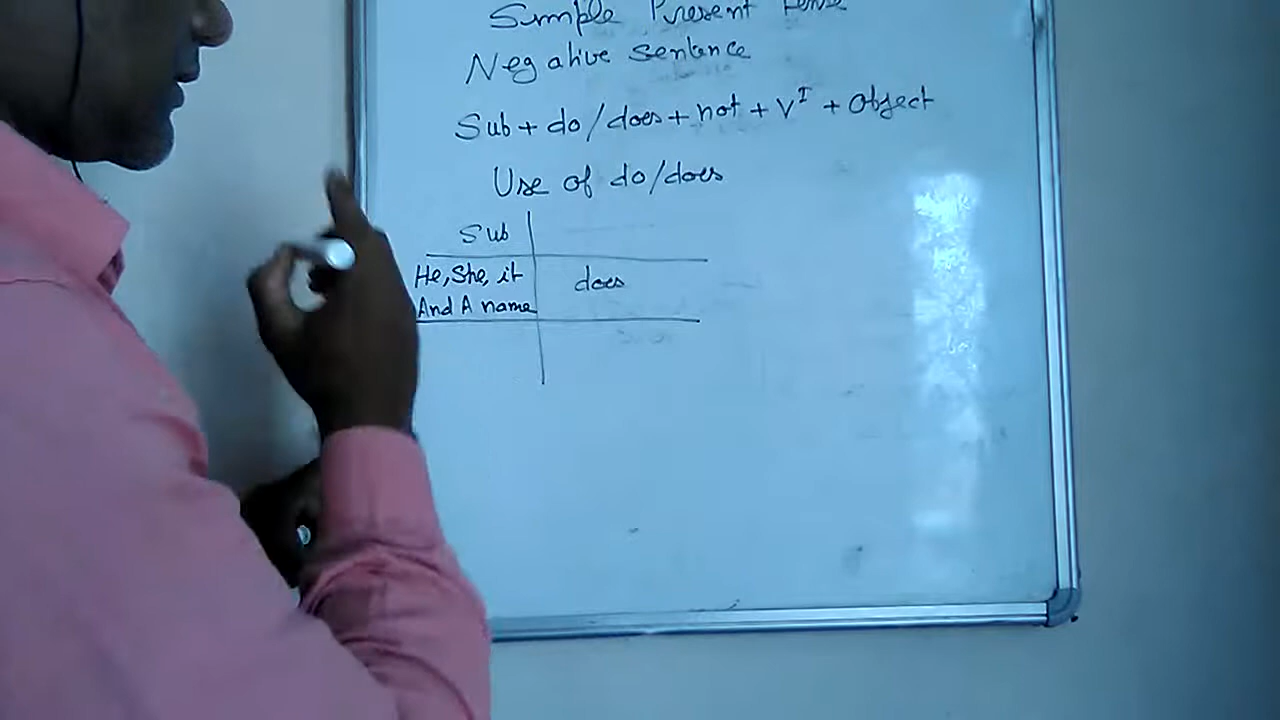 Simple Present Tense
Negative sentence
Sub + do/does + not + V^I + Object
Use of do/does
Sub
He, She, it does
And A name